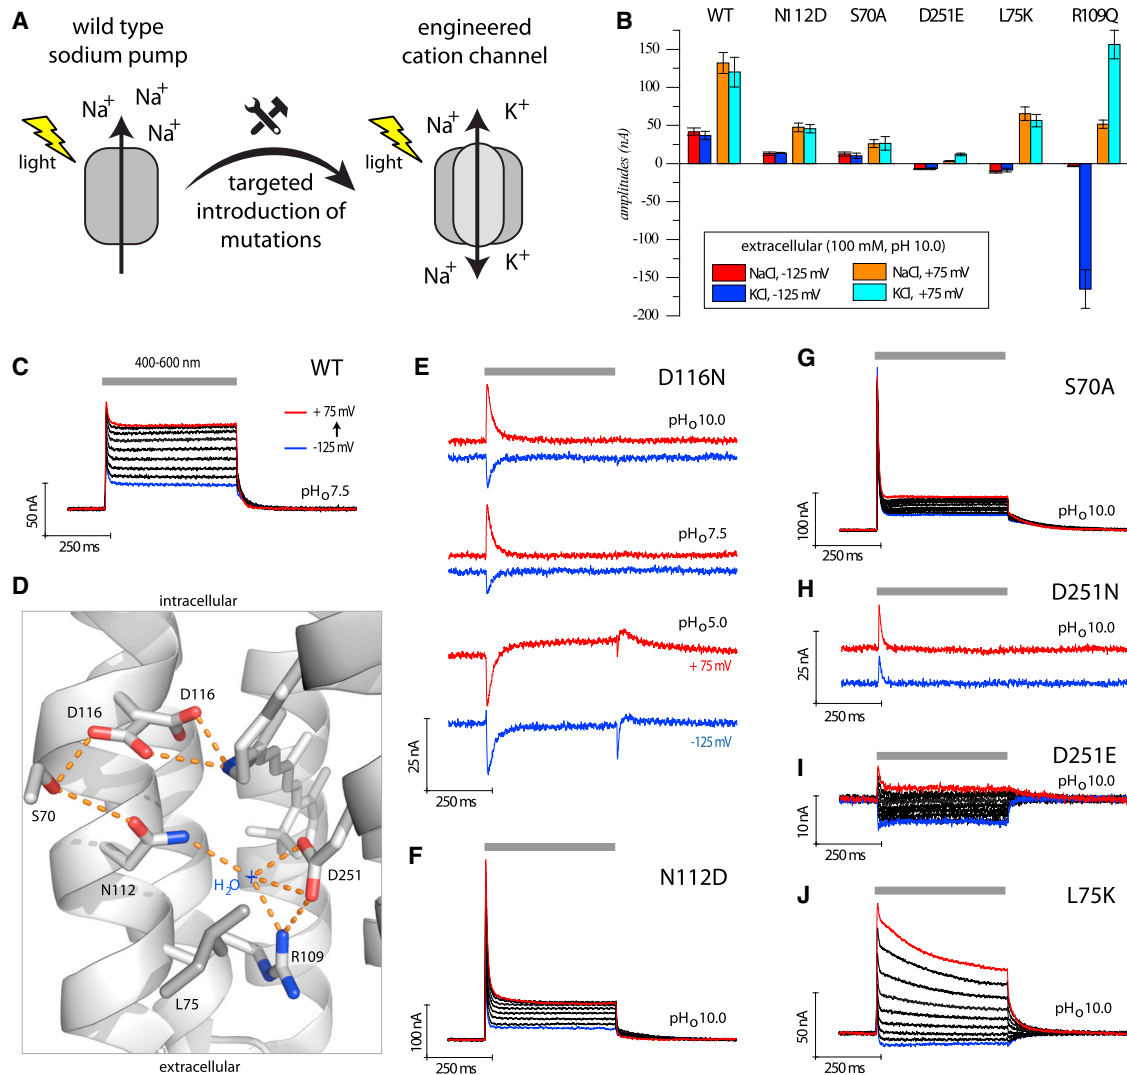 A
wild type
sodium pump
Na+
Na+
Na+
light
targeted
introduction of
mutations
engineered
cation channel
Na+
K+
light
Na+
K+
B
WT
N112D
S70A
D251E
L75K
R109Q
amplitudes (nA)
150
100
50
0
-50
-100
-150
-200
extracellular (100 mM, pH 10.0)
NaCl, -125 mV
NaCl, +75 mV
KCl, -125 mV
KCl, +75 mV
C
400-600 nm
WT
+ 75 mV
-125 mV
pHO7.5
50 nA
250 ms
D
intracellular
D116
D116
S70
N112
H2O
D251
R109
L75
extracellular
E
D116N
pHO10.0
pHO7.5
pHO5.0
+ 75 mV
-125 mV
25 nA
250 ms
F
N112D
pHO10.0
100 nA
250 ms
G
S70A
pHO10.0
100 nA
250 ms
H
D251N
pHO10.0
25 nA
250 ms
I
D251E
pHO10.0
10 nA
250 ms
J
L75K
pHO10.0
50 nA
250 ms